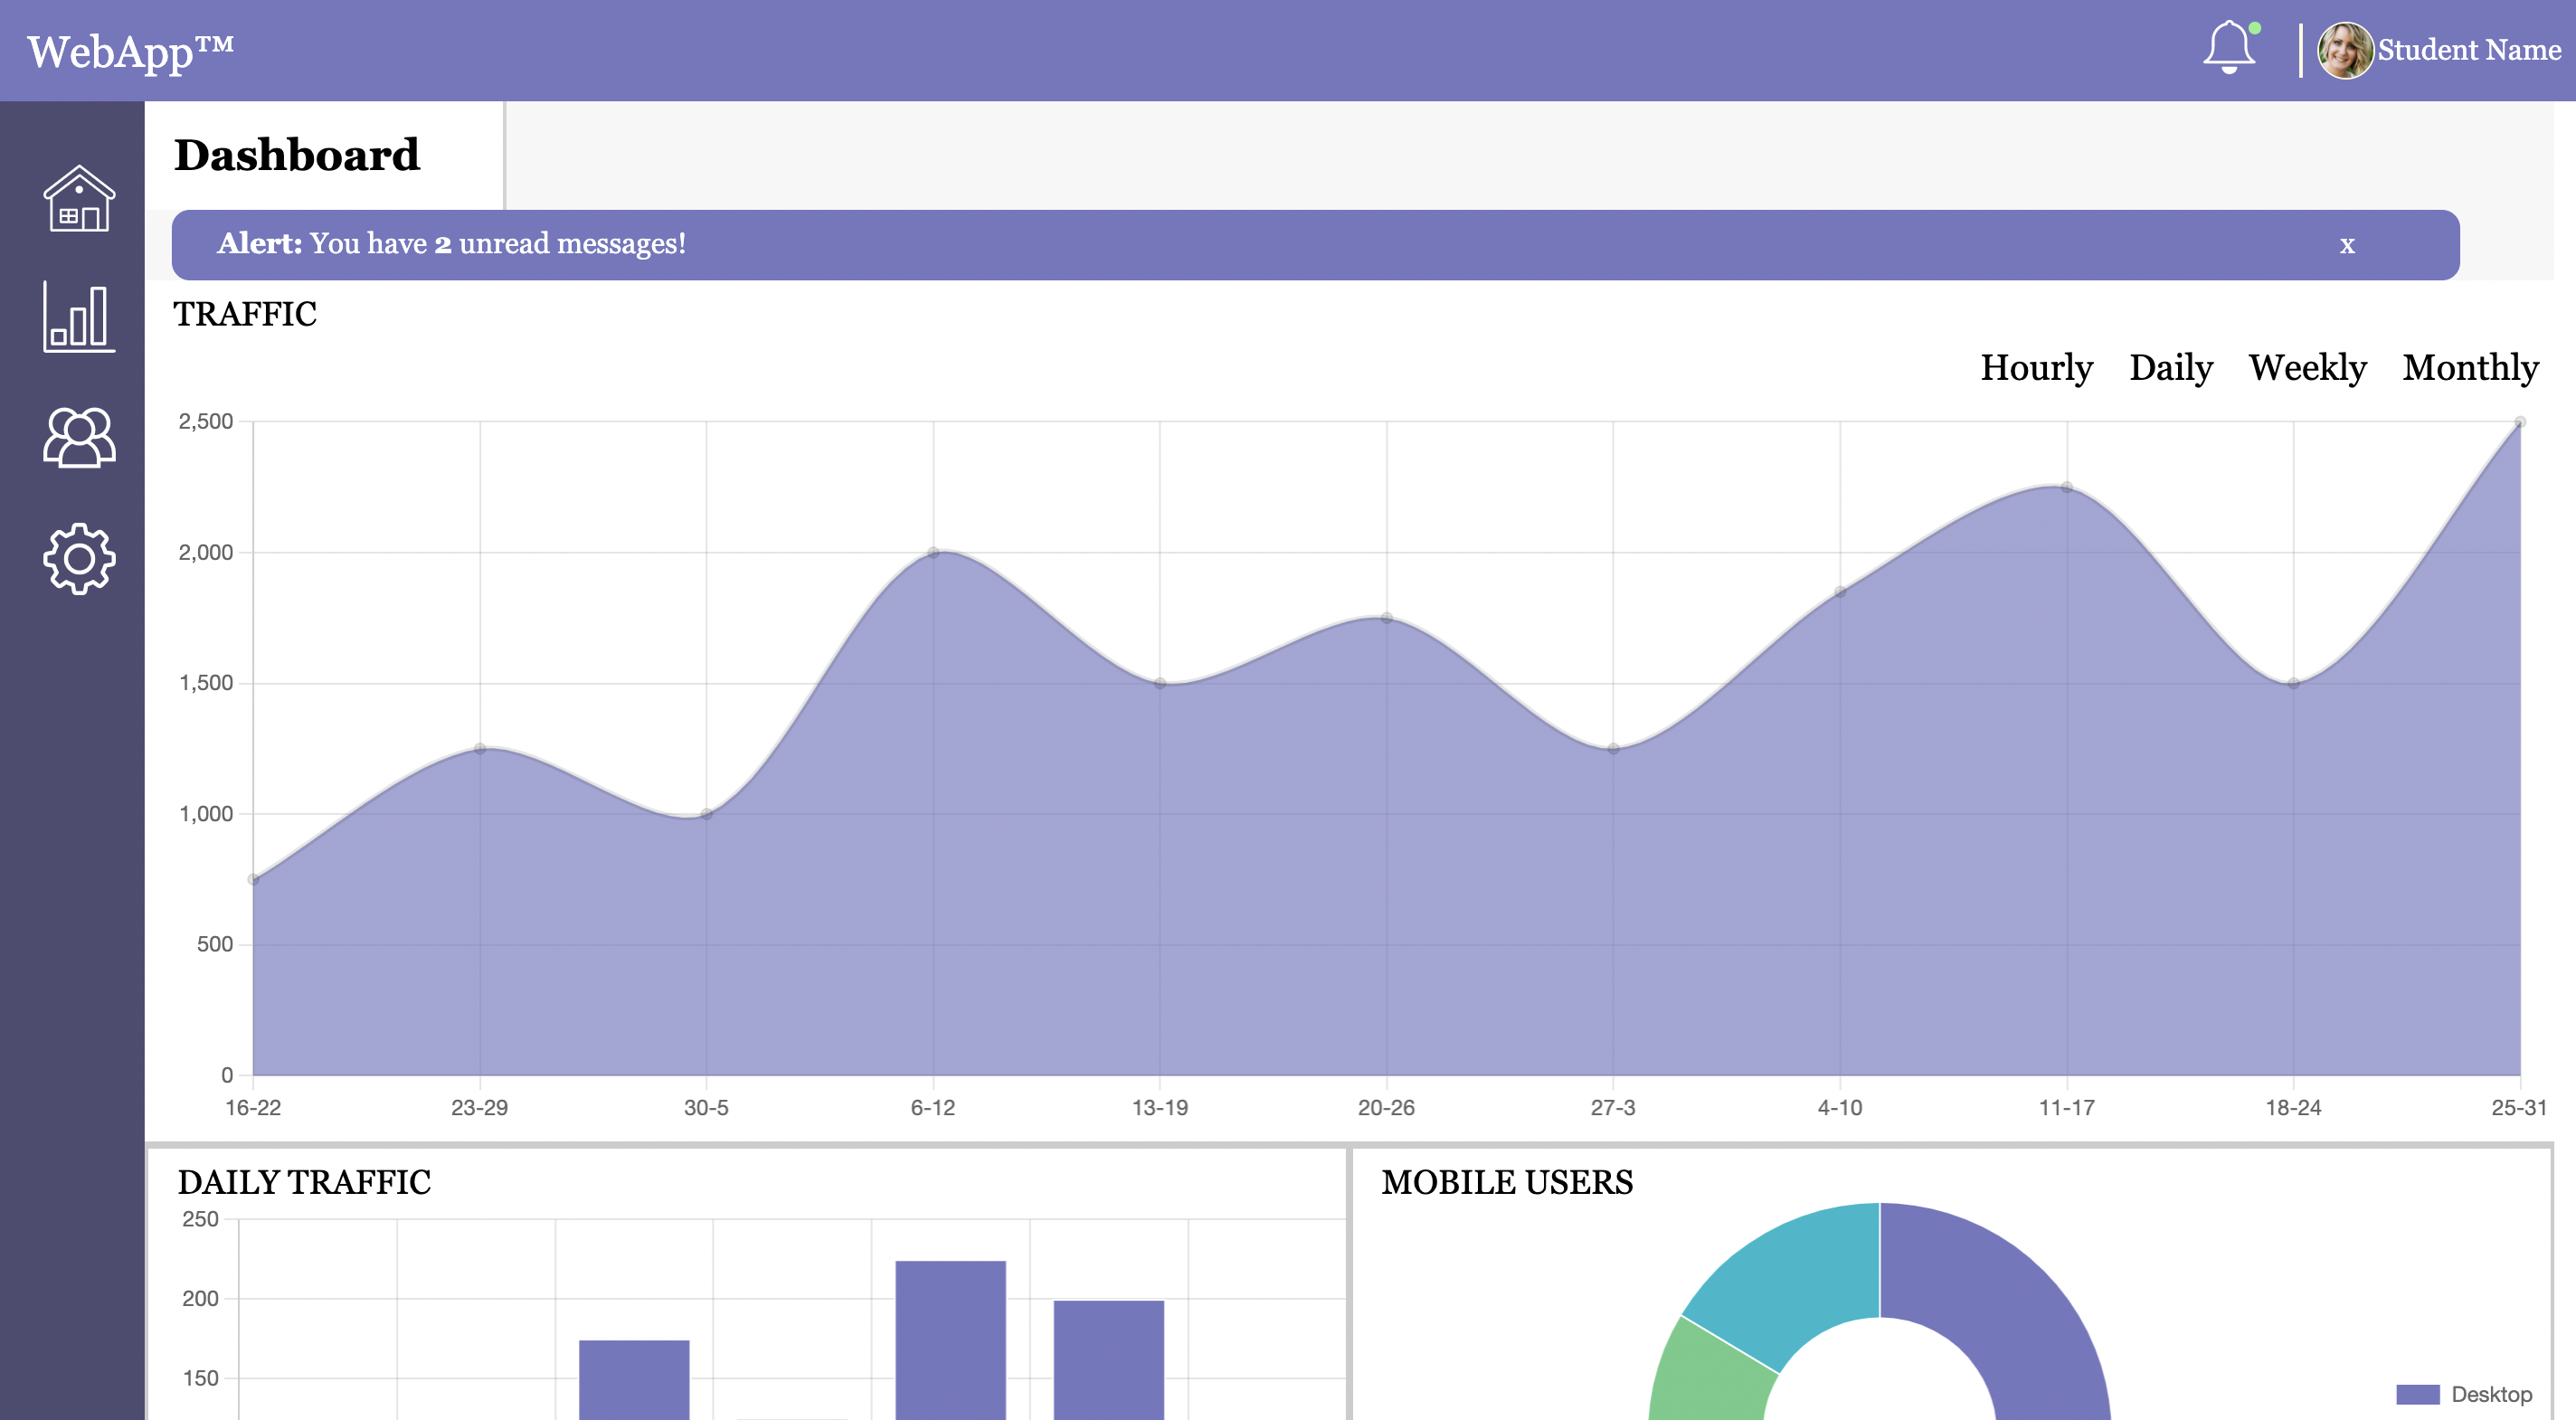 WebApp™
Student Name
Dashboard
Alert: You have 2 unread messages!
x
TRAFFIC
Hourly Daily Weekly Monthly
2,500
2,000
1,500
1,000
500
0
16-22 23-29 30-5 6-12 13-19 20-26 27-3 4-10 11-17 18-24 25-31
DAILY TRAFFIC
250
200
150
MOBILE USERS
Desktop